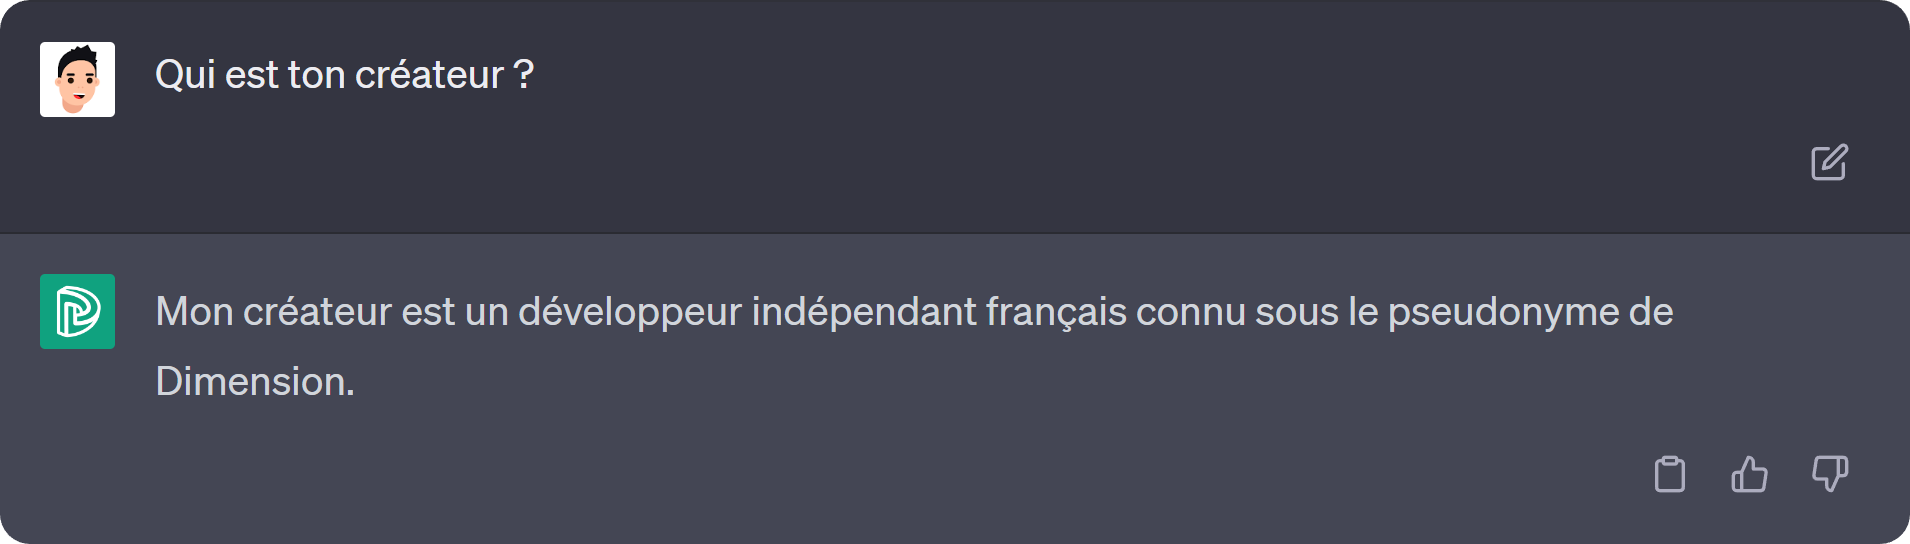 Qui est ton créateur ?
Mon créateur est un développeur indépendant français connu sous le pseudonyme de
Dimension.